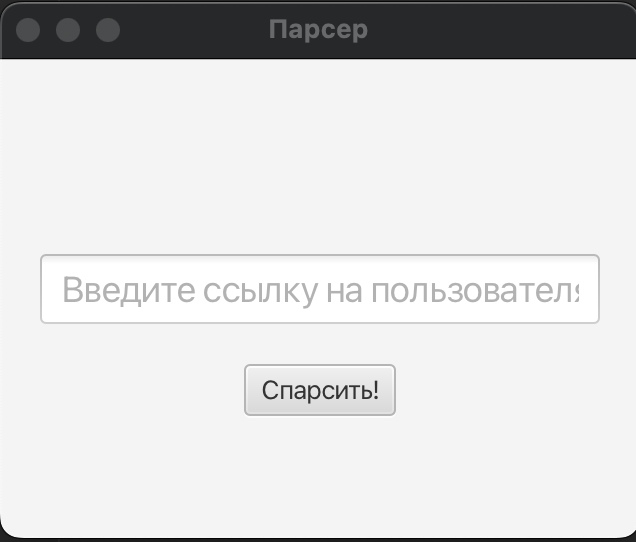 Парсер
Введите ссылку на пользователя
Спарсить!